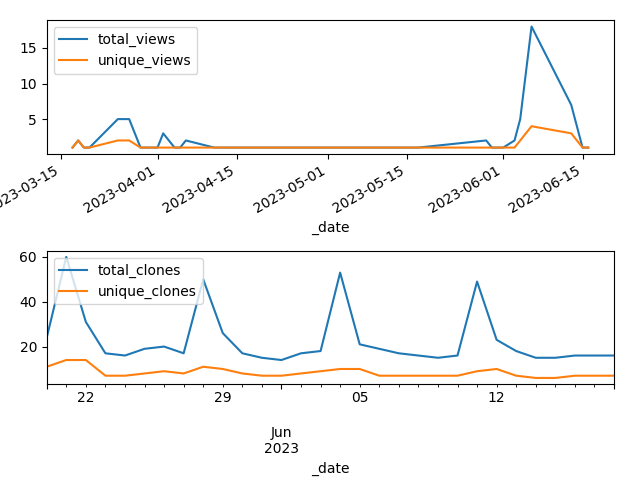 total_views
unique_views
15
10
5
2023-03-15
2023-04-01
2023-04-15
2023-05-01
2023-05-15
2023-06-01
2023-06-15
_date
total_clones
unique_clones
60
40
20
22
29
05
12
Jun
2023
_date